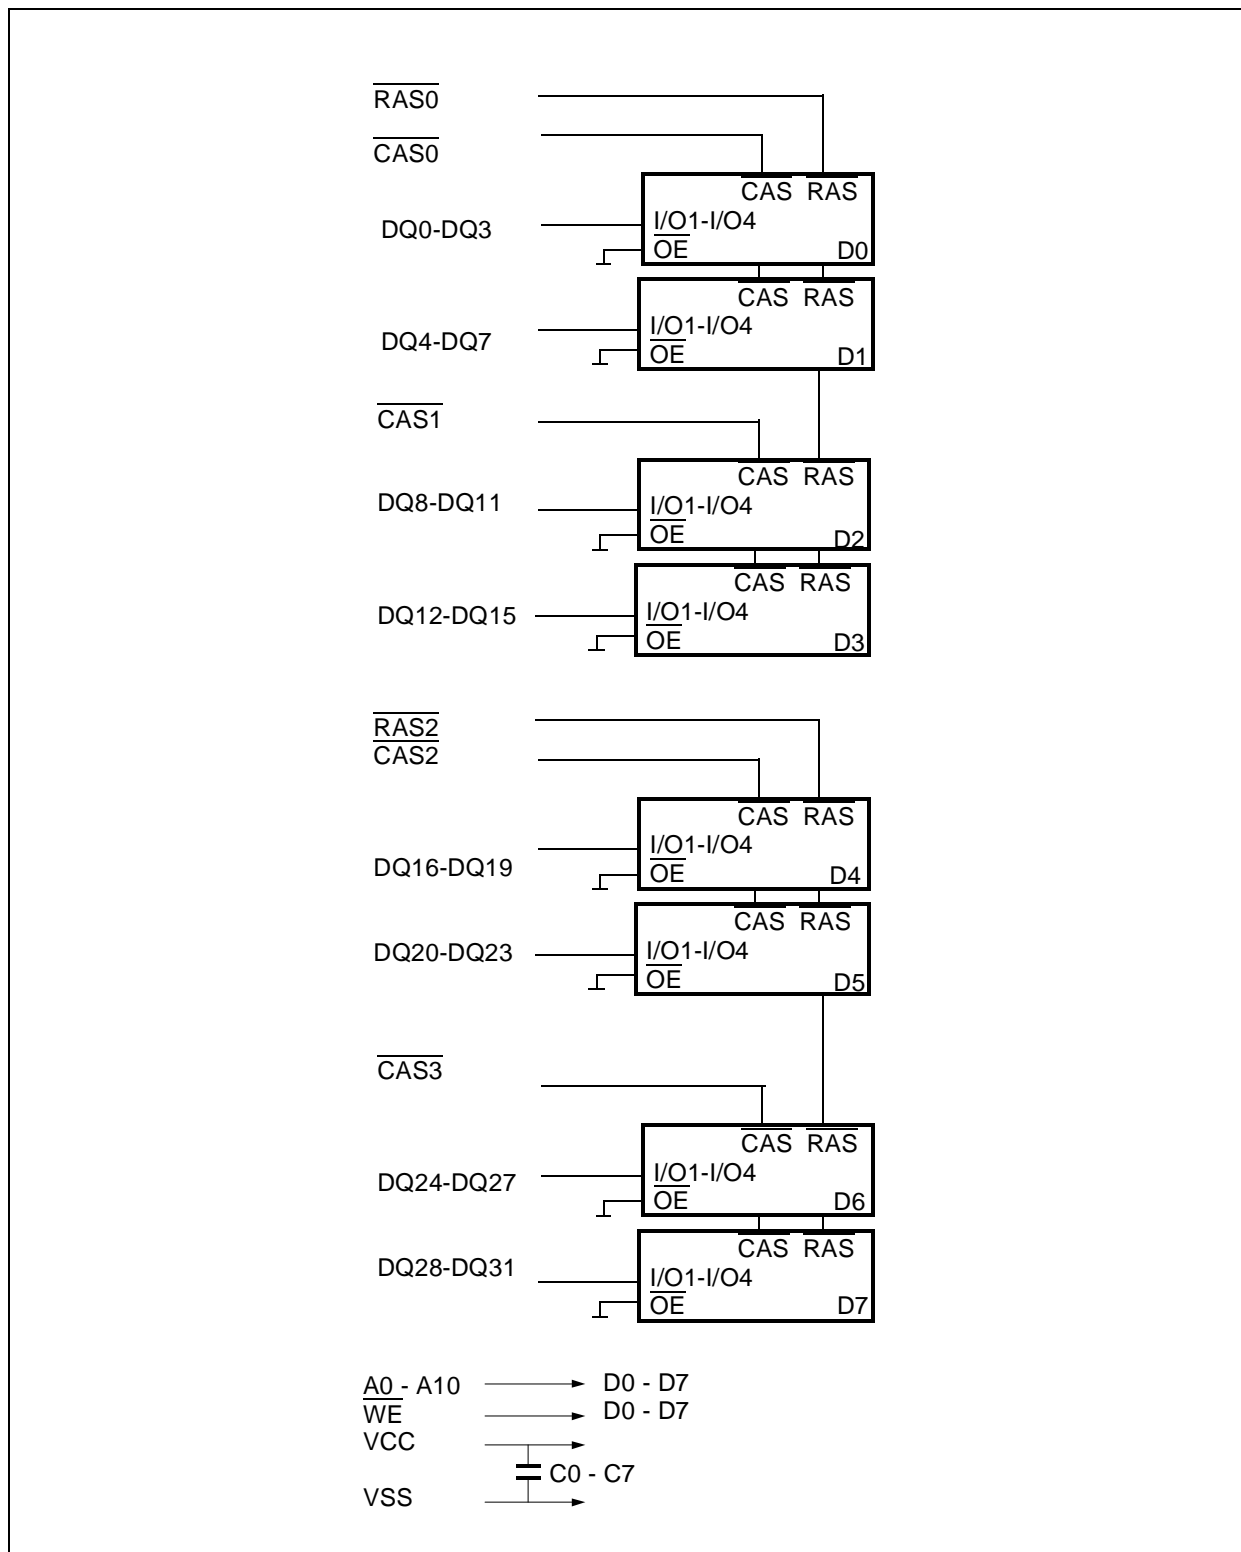 RAS0
CAS0
CAS RAS
DQ0-DQ3
I/O1-I/O4
OE
D0
CAS RAS
DQ4-DQ7
I/O1-I/O4
OE
D1
CAS1
CAS RAS
DQ8-DQ11
I/O1-I/O4
OE
D2
CAS RAS
DQ12-DQ15
I/O1-I/O4
OE
D3
RAS2
CAS2
CAS RAS
DQ16-DQ19
I/O1-I/O4
OE
D4
CAS RAS
DQ20-DQ23
I/O1-I/O4
OE
D5
CAS3
CAS RAS
DQ24-DQ27
I/O1-I/O4
OE
D6
CAS RAS
DQ28-DQ31
I/O1-I/O4
OE
D7
A0 - A10 D0 - D7
WE D0 - D7
VCC
C0 - C7
VSS